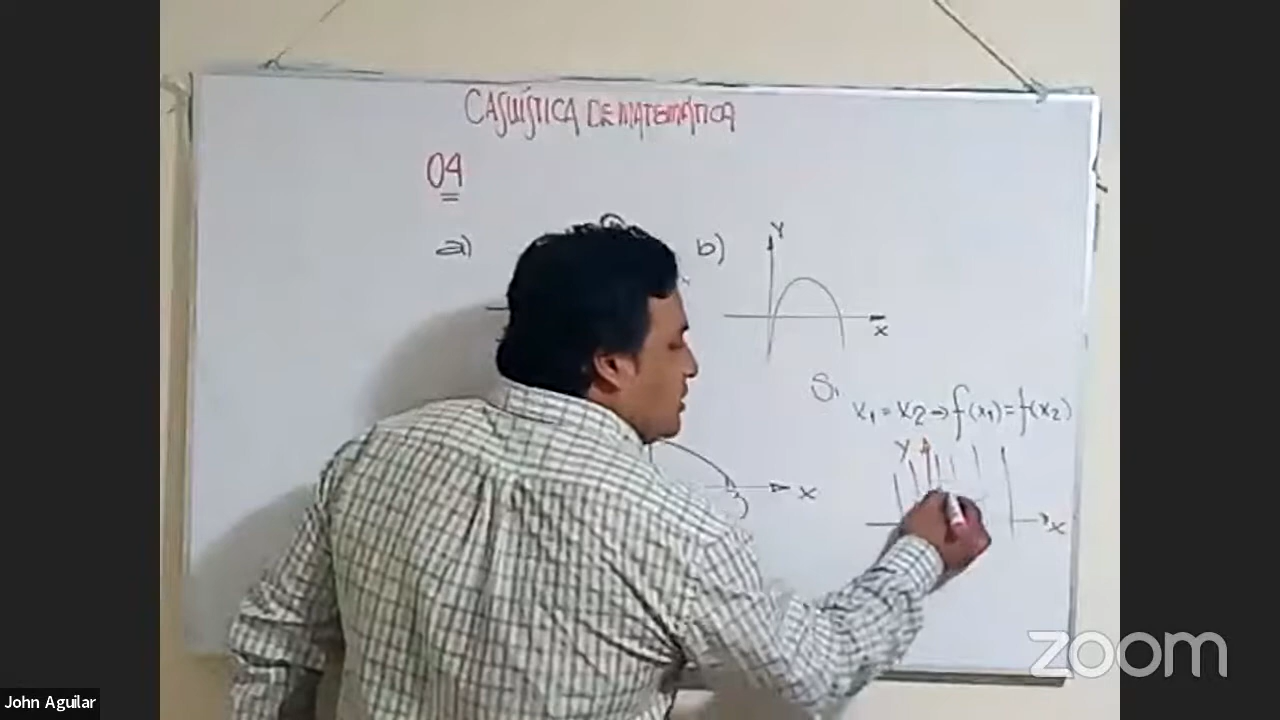 CASUÍSTICA DE MATEMÁTICA
04
a)
b)
Y
X
Si
x₁ = x₂ → f(x₁) = f(x₂)
Y
X
X
zoom
John Aguilar